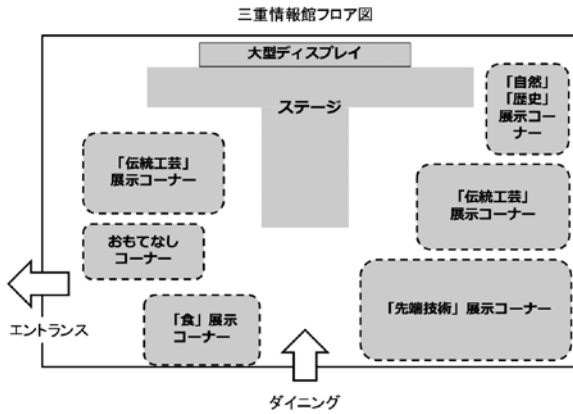 三重情報館フロア図
大型ディスプレイ
ステージ
「自然」
「歴史」
展示コ
ーナー
「伝統工芸」
展示コーナー
「伝統工芸」
展示コーナー
おもてなし
コーナー
「先端技術」展示コーナー
「食」展示
コーナー
エントランス
ダイニング